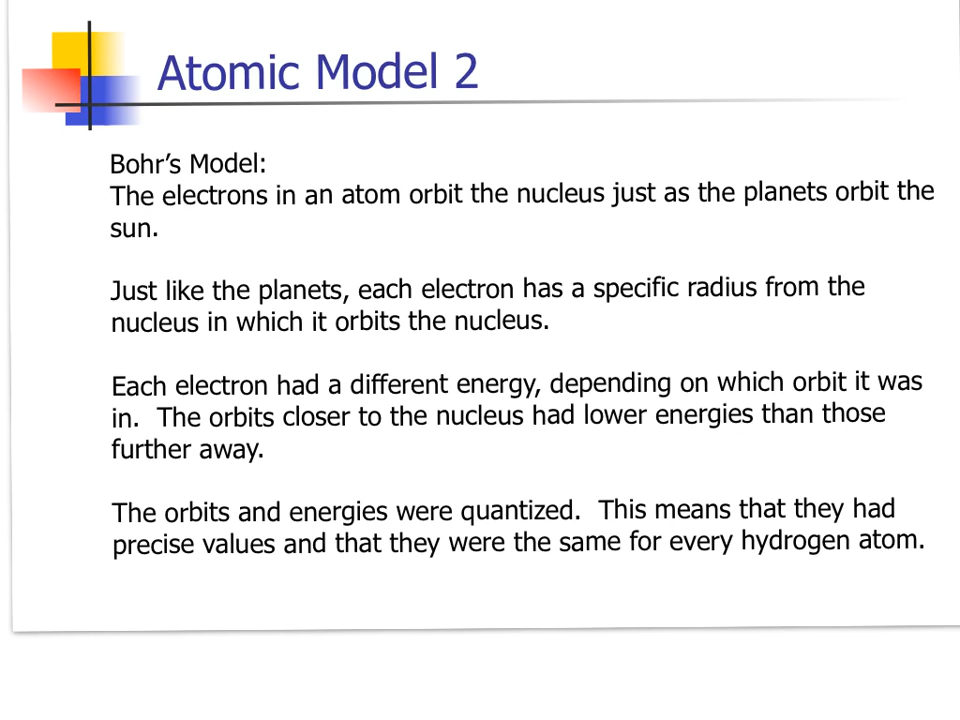 Atomic Model 2
Bohr’s Model:
The electrons in an atom orbit the nucleus just as the planets orbit the
sun.
Just like the planets, each electron has a specific radius from the
nucleus in which it orbits the nucleus.
Each electron had a different energy, depending on which orbit it was
in.  The orbits closer to the nucleus had lower energies than those
further away.
The orbits and energies were quantized.  This means that they had
precise values and that they were the same for every hydrogen atom.